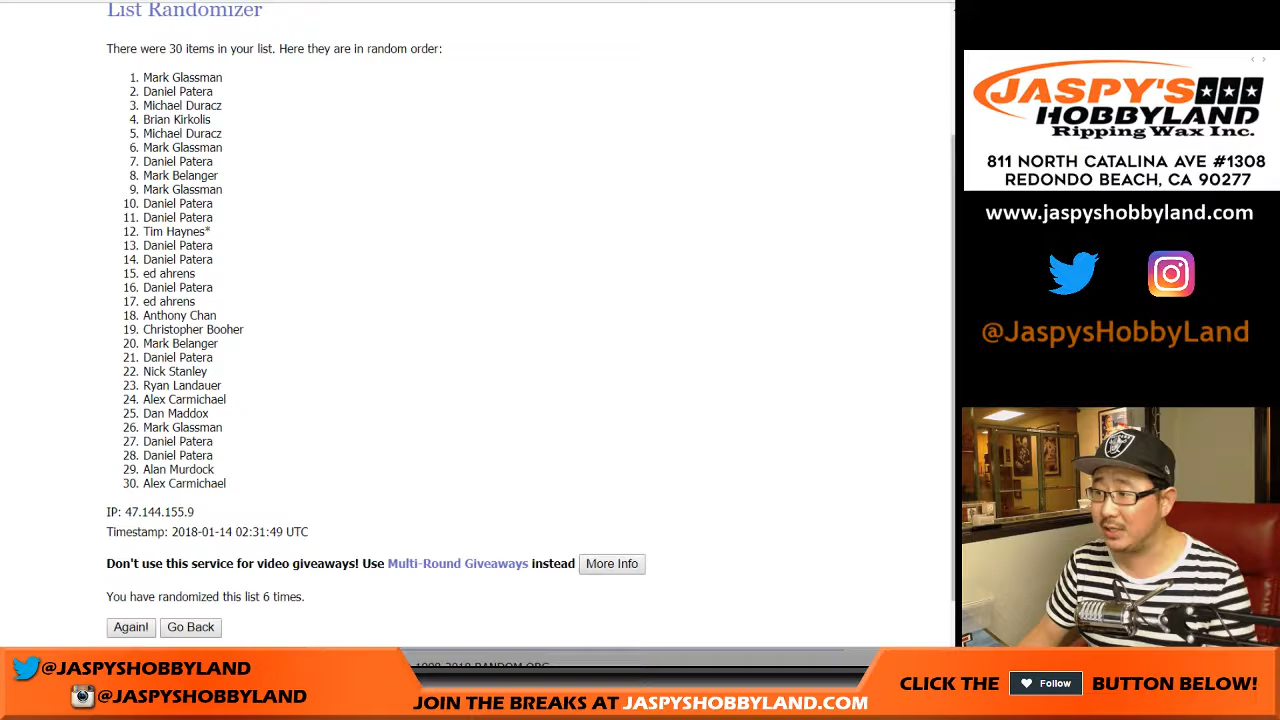 List Randomizer
There were 30 items in your list. Here they are in random order:
1. Mark Glassman
2. Daniel Patera
3. Michael Duracz
4. Brian Kirkolis
5. Michael Duracz
6. Mark Glassman
7. Daniel Patera
8. Mark Belanger
9. Mark Glassman
10. Daniel Patera
11. Daniel Patera
12. Tim Haynes*
13. Daniel Patera
14. Daniel Patera
15. ed ahrens
16. Daniel Patera
17. ed ahrens
18. Anthony Chan
19. Christopher Booher
20. Mark Belanger
21. Daniel Patera
22. Nick Stanley
23. Ryan Landauer
24. Alex Carmichael
25. Dan Maddox
26. Mark Glassman
27. Daniel Patera
28. Daniel Patera
29. Alan Murdock
30. Alex Carmichael
IP: 47.144.155.9
Timestamp: 2018-01-14 02:31:49 UTC
Don't use this service for video giveaways! Use Multi-Round Giveaways instead More Info
You have randomized this list 6 times.
Again! Go Back
JASPY'S
HOBBYLAND
Ripping Wax Inc.
811 NORTH CATALINA AVE #1308
REDONDO BEACH, CA 90277
www.jaspyshobbyland.com
@JaspysHobbyLand
@JASPYSHOBBYLAND
@JASPYSHOBBYLAND
JOIN THE BREAKS AT JASPYSHOBBYLAND.COM
CLICK THE Follow BUTTON BELOW!